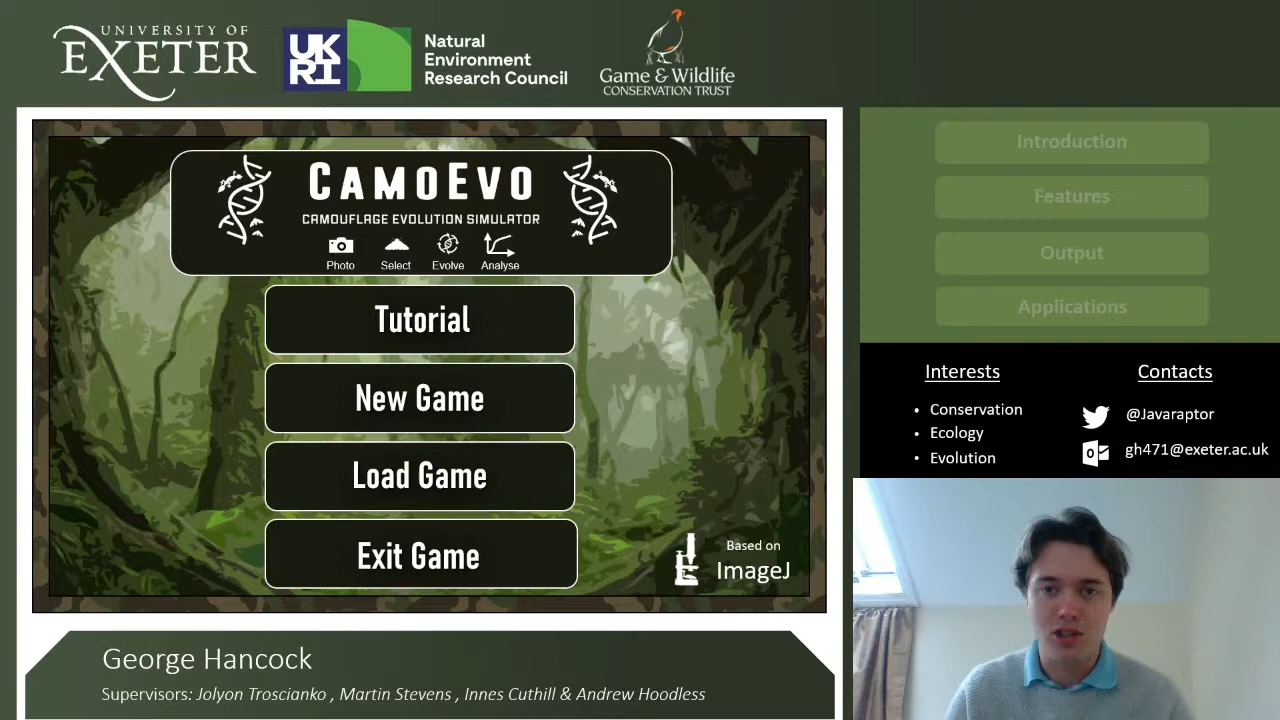 UNIVERSITY OF
EXETER
UK
RI
Natural
Environment
Research Council
Game & Wildlife
CONSERVATION TRUST
CAMOEVO
CAMOUFLAGE EVOLUTION SIMULATOR
Photo Select Evolve Analyse
Tutorial
New Game
Load Game
Exit Game
Based on
ImageJ
Introduction
Features
Output
Applications
Interests
• Conservation
• Ecology
• Evolution
Contacts
@Javaraptor
gh471@exeter.ac.uk
George Hancock
Supervisors: Jolyon Troscianko , Martin Stevens , Innes Cuthill & Andrew Hoodless